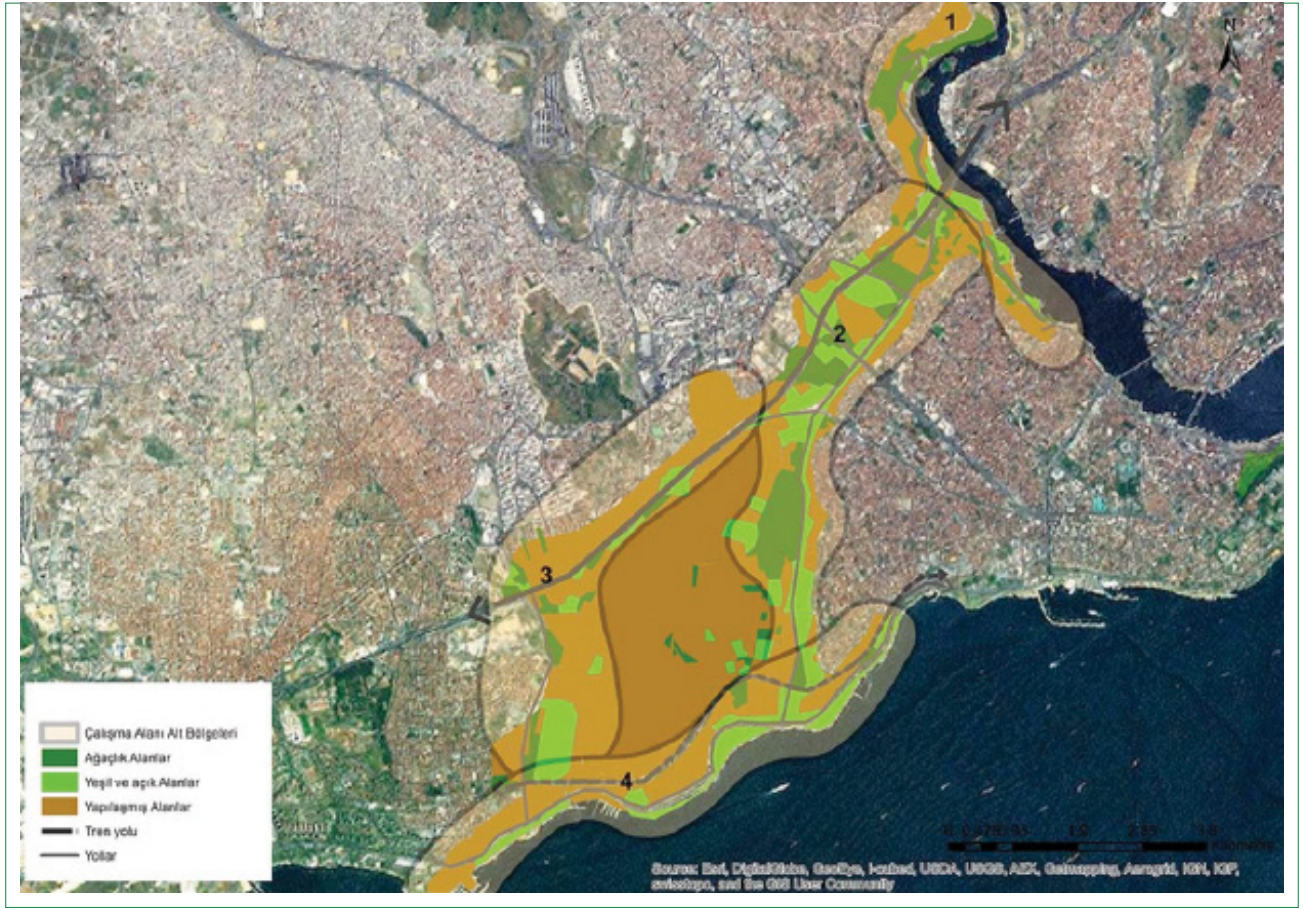 1
N
2
3
4
Çalışma Alanı Alt Bölgeleri
Ağaçlık Alanlar
Yeşil ve açık Alanlar
Yapılaşmış Alanlar
Tren yolu
Yollar
Kilometre
Source: Esri, DigitalGlobe, GeoEye, i-cubed, USDA, USGS, AEX, Getmapping, Aerogrid, IGN, IGP,
swisstopo, and the GIS User Community